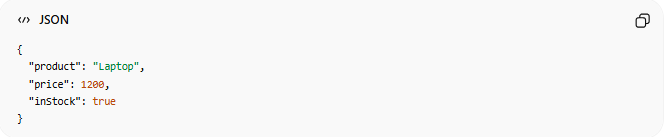 JSON
{
  "product": "Laptop",
  "price": 1200,
  "inStock": true
}